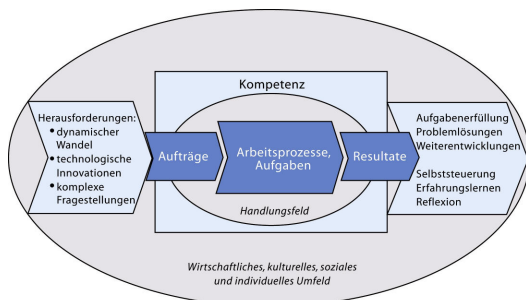 Kompetenz
Herausforderungen:
• dynamischer
Wandel
• technologische
Innovationen
• komplexe
Fragestellungen
Aufträge
Arbeitsprozesse,
Aufgaben
Resultate
Handlungsfeld
Aufgabenerfüllung
Problemlösungen
Weiterentwicklungen
Selbststeuerung
Erfahrungslernen
Reflexion
Wirtschaftliches, kulturelles, soziales
und individuelles Umfeld